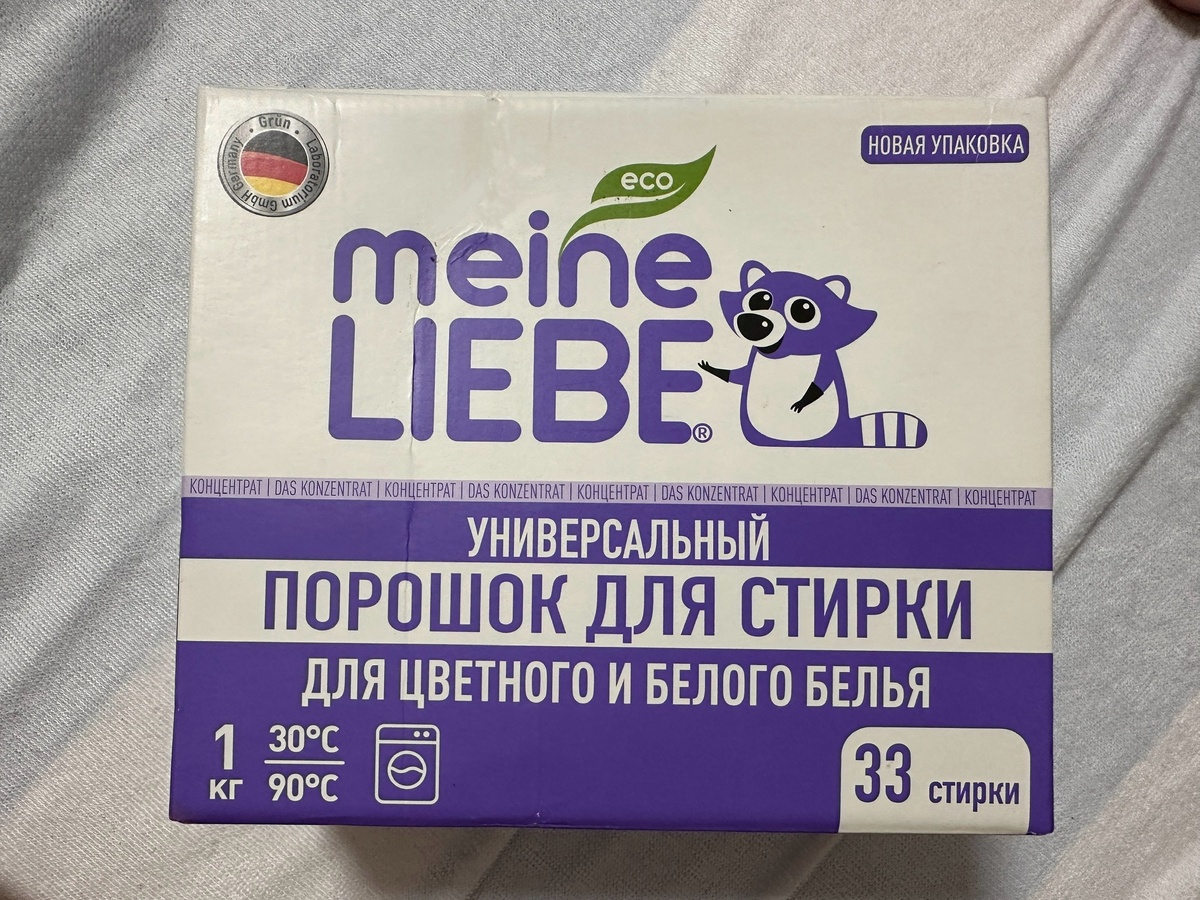 Grün • Laboratorium GmbH Germany •
НОВАЯ УПАКОВКА
eco
meine
LIEBE®
КОНЦЕНТРАТ | DAS KONZENTRAT | КОНЦЕНТРАТ | DAS KONZENTRAT | КОНЦЕНТРАТ | DAS KONZENTRAT | КОНЦЕНТРАТ | DAS KONZENTRAT | КОНЦЕНТРАТ
УНИВЕРСАЛЬНЫЙ
ПОРОШОК ДЛЯ СТИРКИ
ДЛЯ ЦВЕТНОГО И БЕЛОГО БЕЛЬЯ
1 кг
30°C
90°C
33 стирки